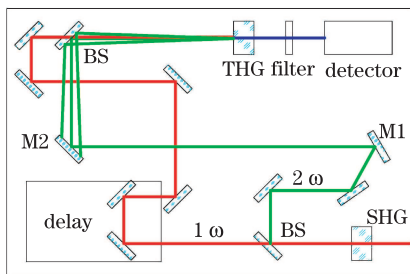 BS
THG filter detector
M2
M1
2 ω
delay
1 ω
BS
SHG